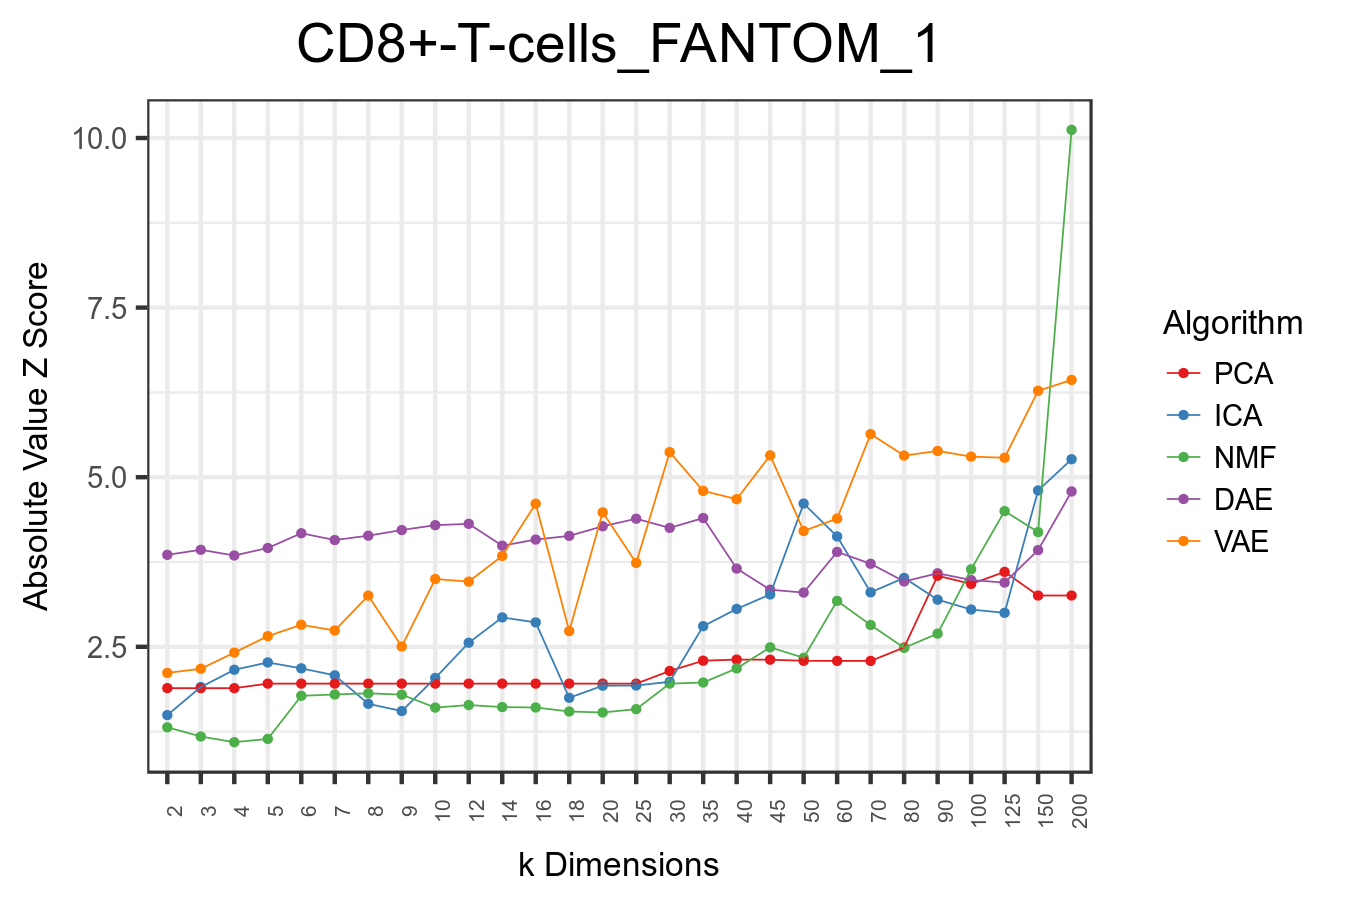 CD8+-T-cells_FANTOM_1
Absolute Value Z Score
10.0
7.5
5.0
2.5
2 3 4 5 6 7 8 9 10 12 14 16 18 20 25 30 35 40 45 50 60 70 80 90 100 125 150 200
k Dimensions
Algorithm
PCA
ICA
NMF
DAE
VAE